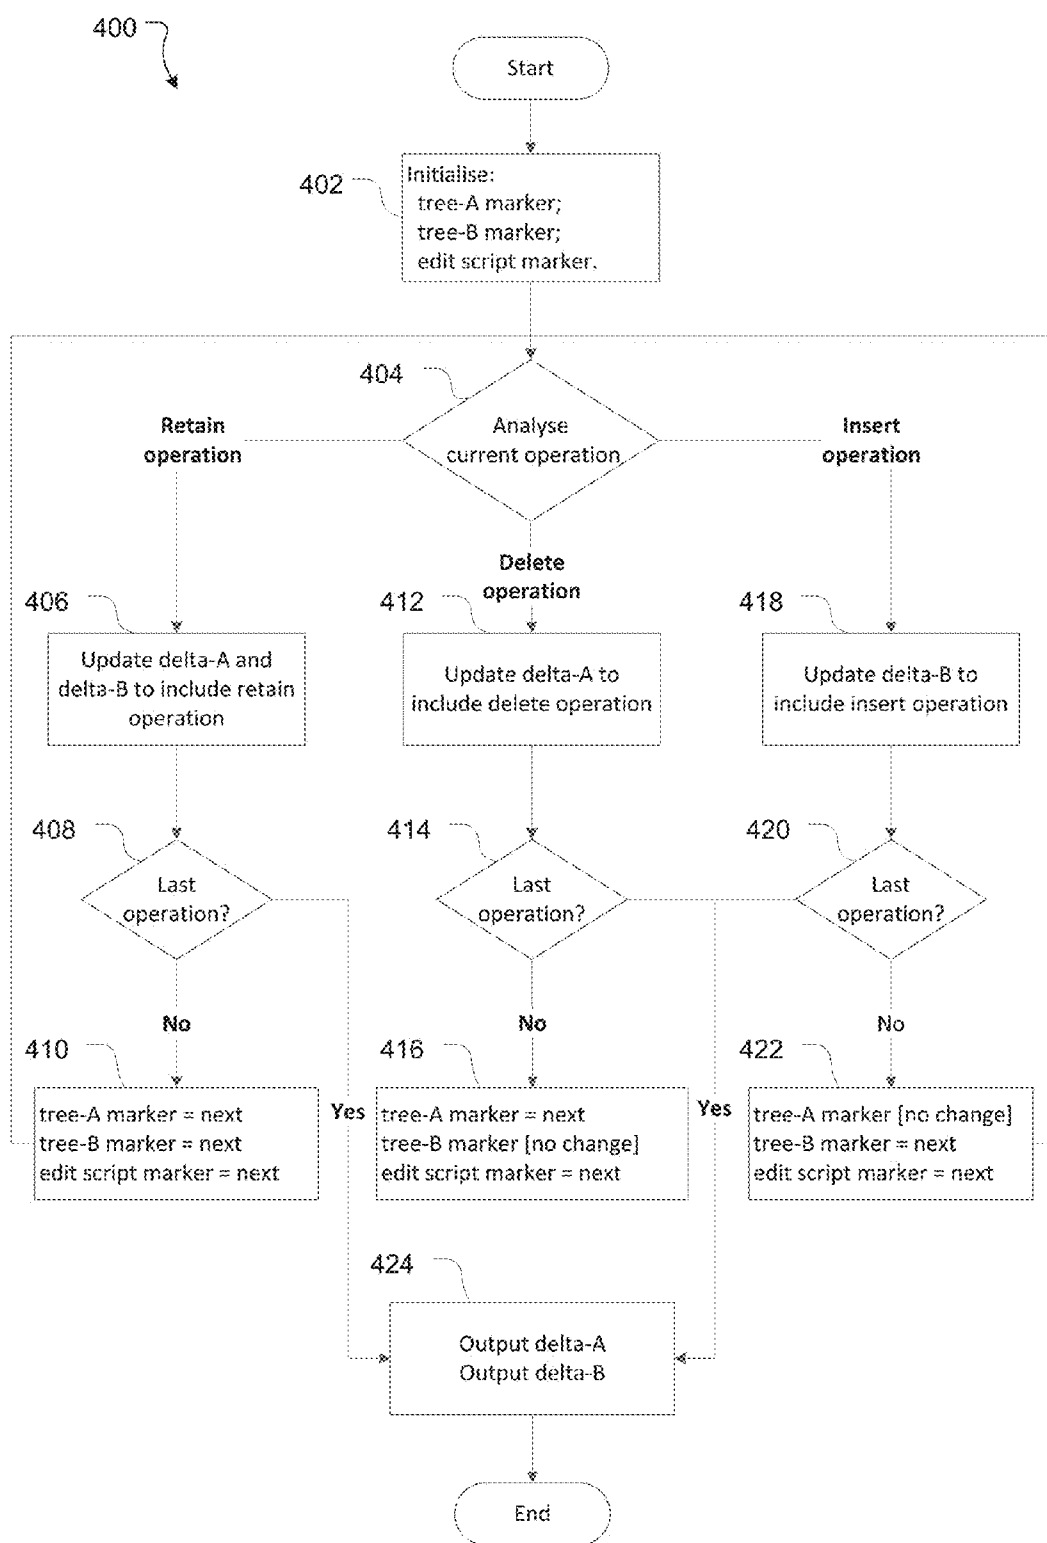 400
Start
402
Initialise:
tree-A marker;
tree-B marker;
edit script marker.
404
Analyse
current operation
Retain
operation
Insert
operation
Delete
operation
406
412
418
Update delta-A and
delta-B to include retain
operation
Update delta-A to
include delete operation
Update delta-B to
include insert operation
408
414
420
Last
operation?
Last
operation?
Last
operation?
No
No
No
410
416
422
tree-A marker = next
tree-B marker = next
edit script marker = next
Yes
tree-A marker = next
tree-B marker [no change]
edit script marker = next
Yes
tree-A marker [no change]
tree-B marker = next
edit script marker = next
424
Output delta-A
Output delta-B
End